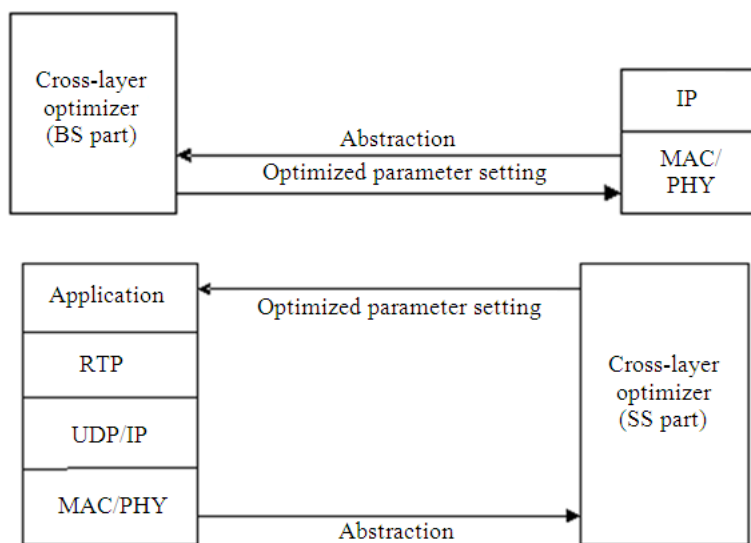 Cross-layer
optimizer
(BS part)
Abstraction
Optimized parameter setting
IP
MAC/
PHY
Application
RTP
UDP/IP
MAC/PHY
Optimized parameter setting
Abstraction
Cross-layer
optimizer
(SS part)